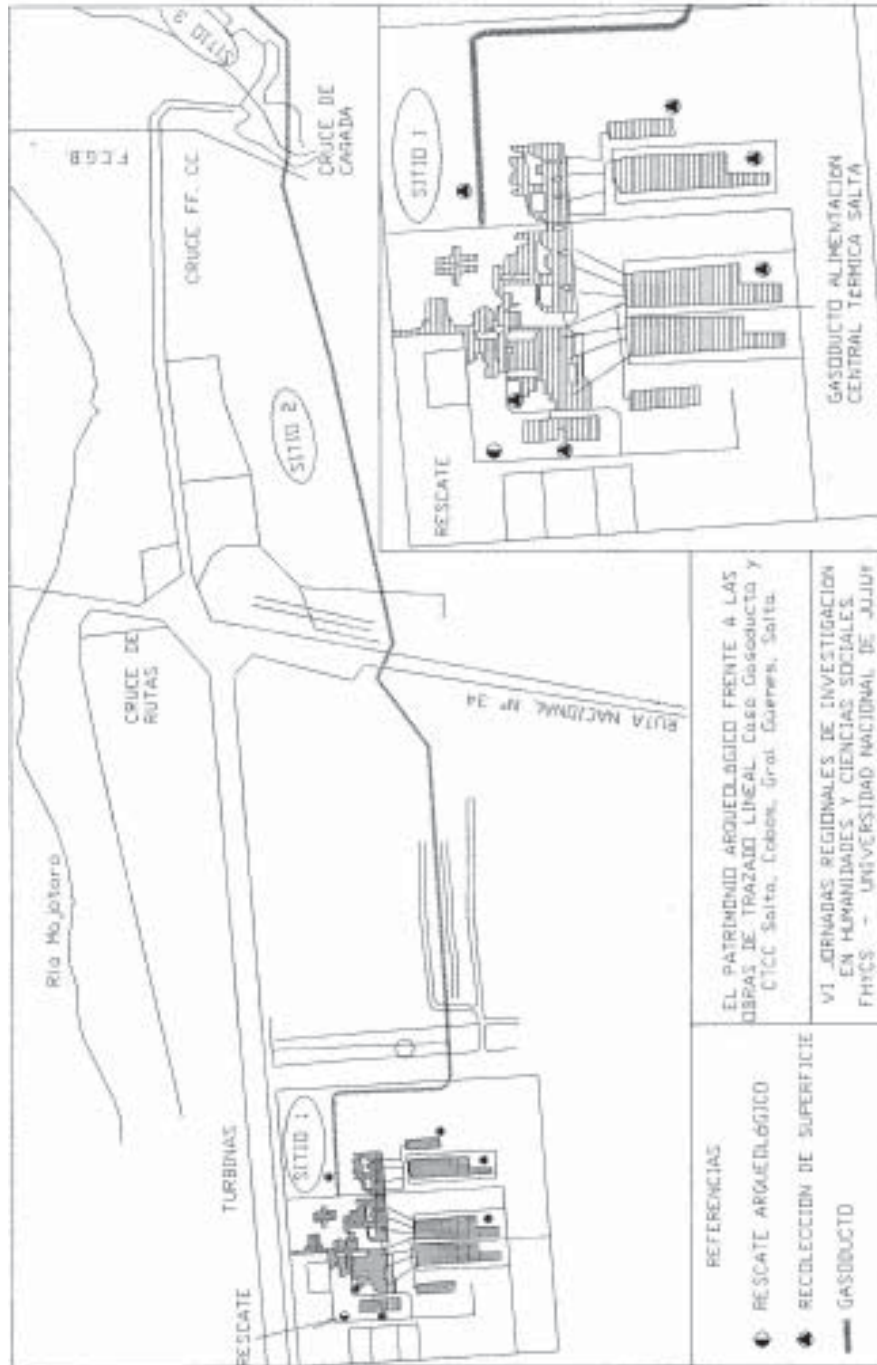 Río Mojotoro
CRUCE DE
RUTAS
F.C.G.B
CRUCE FF. CC
SITIO 3
CRUCE DE
CAÑADA
SITIO 2
RUTA NACIONAL Nº 34
RESCATE
TURBINAS
SITIO 1
RESCATE
SITIO 1
GASODUCTO ALIMENTACION
CENTRAL TERMICA SALTA
REFERENCIAS
RESCATE ARQUEOLÓGICO
RECOLECCION DE SUPERFICIE
GASODUCTO
EL PATRIMONIO ARQUEOLÓGICO FRENTE A LAS
OBRAS DE TRAZADO LINEAL. Caso Gasoducto y
CTCC Salta, Cobos, Gral Guemes, Salta
VI JORNADAS REGIONALES DE INVESTIGACION
EN HUMANIDADES Y CIENCIAS SOCIALES.
FHYCS - UNIVERSIDAD NACIONAL DE JUJUY